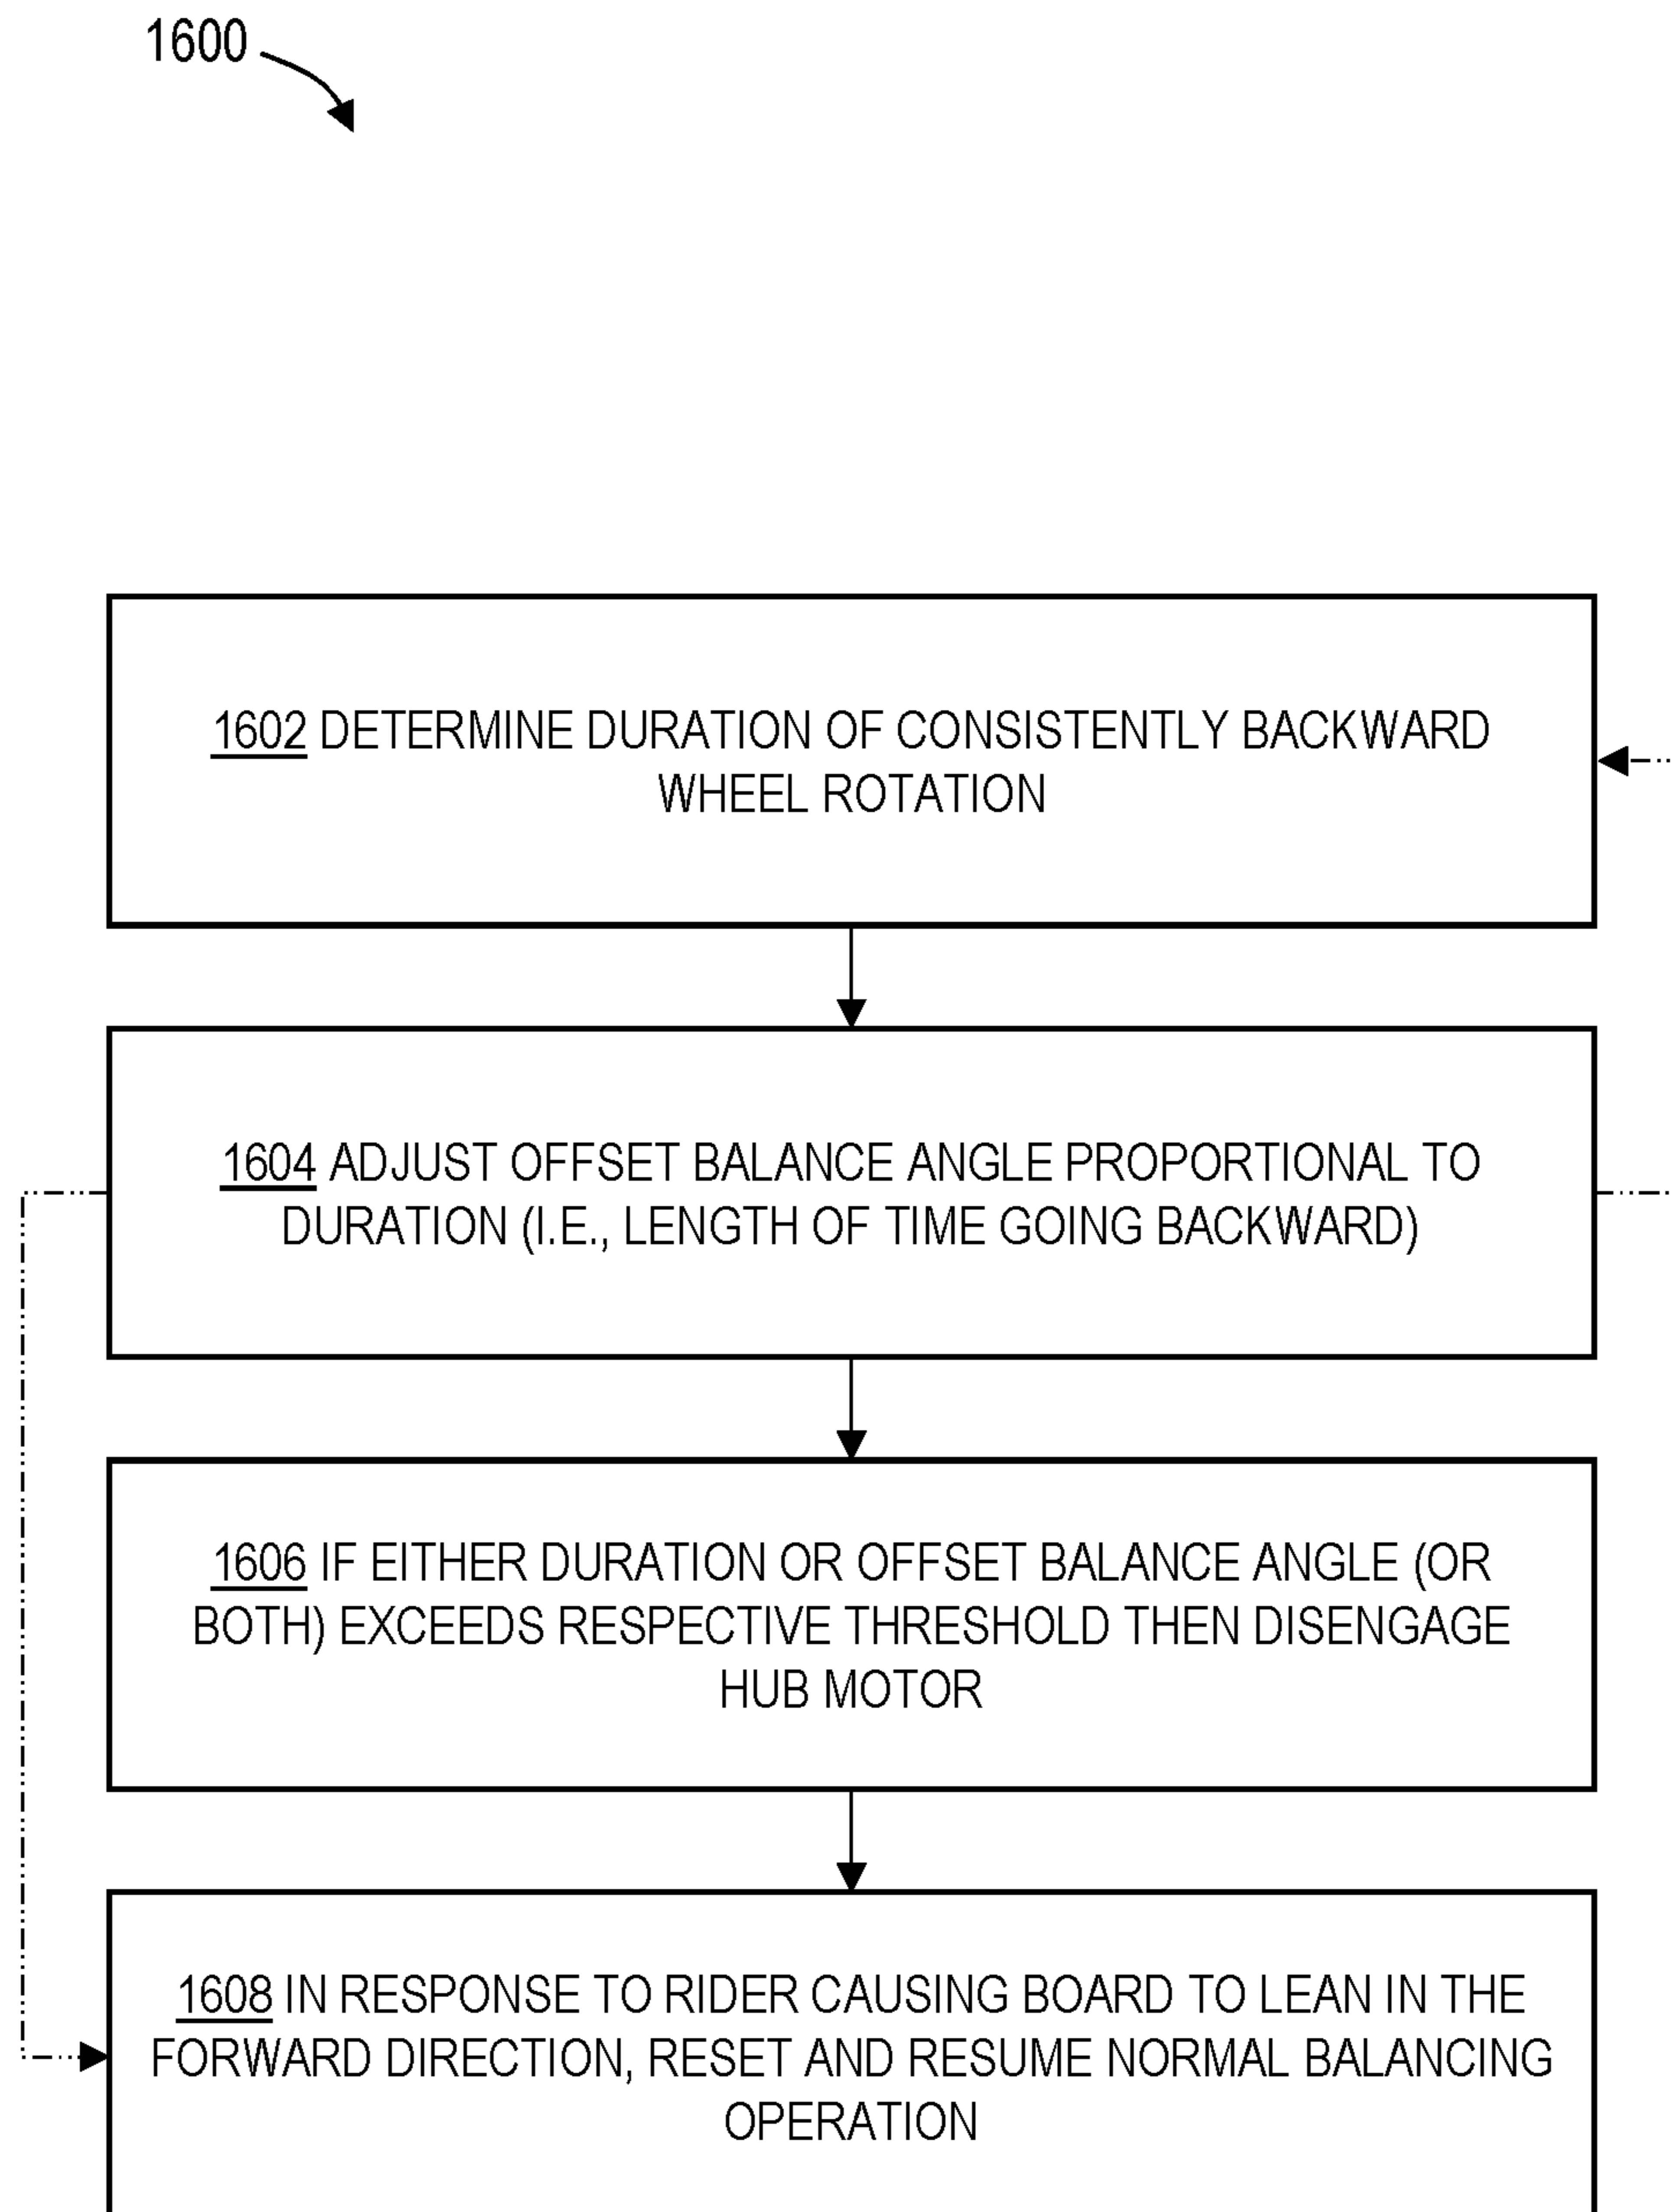 1600
1602 DETERMINE DURATION OF CONSISTENTLY BACKWARD
WHEEL ROTATION
1604 ADJUST OFFSET BALANCE ANGLE PROPORTIONAL TO
DURATION (I.E., LENGTH OF TIME GOING BACKWARD)
1606 IF EITHER DURATION OR OFFSET BALANCE ANGLE (OR
BOTH) EXCEEDS RESPECTIVE THRESHOLD THEN DISENGAGE
HUB MOTOR
1608 IN RESPONSE TO RIDER CAUSING BOARD TO LEAN IN THE
FORWARD DIRECTION, RESET AND RESUME NORMAL BALANCING
OPERATION